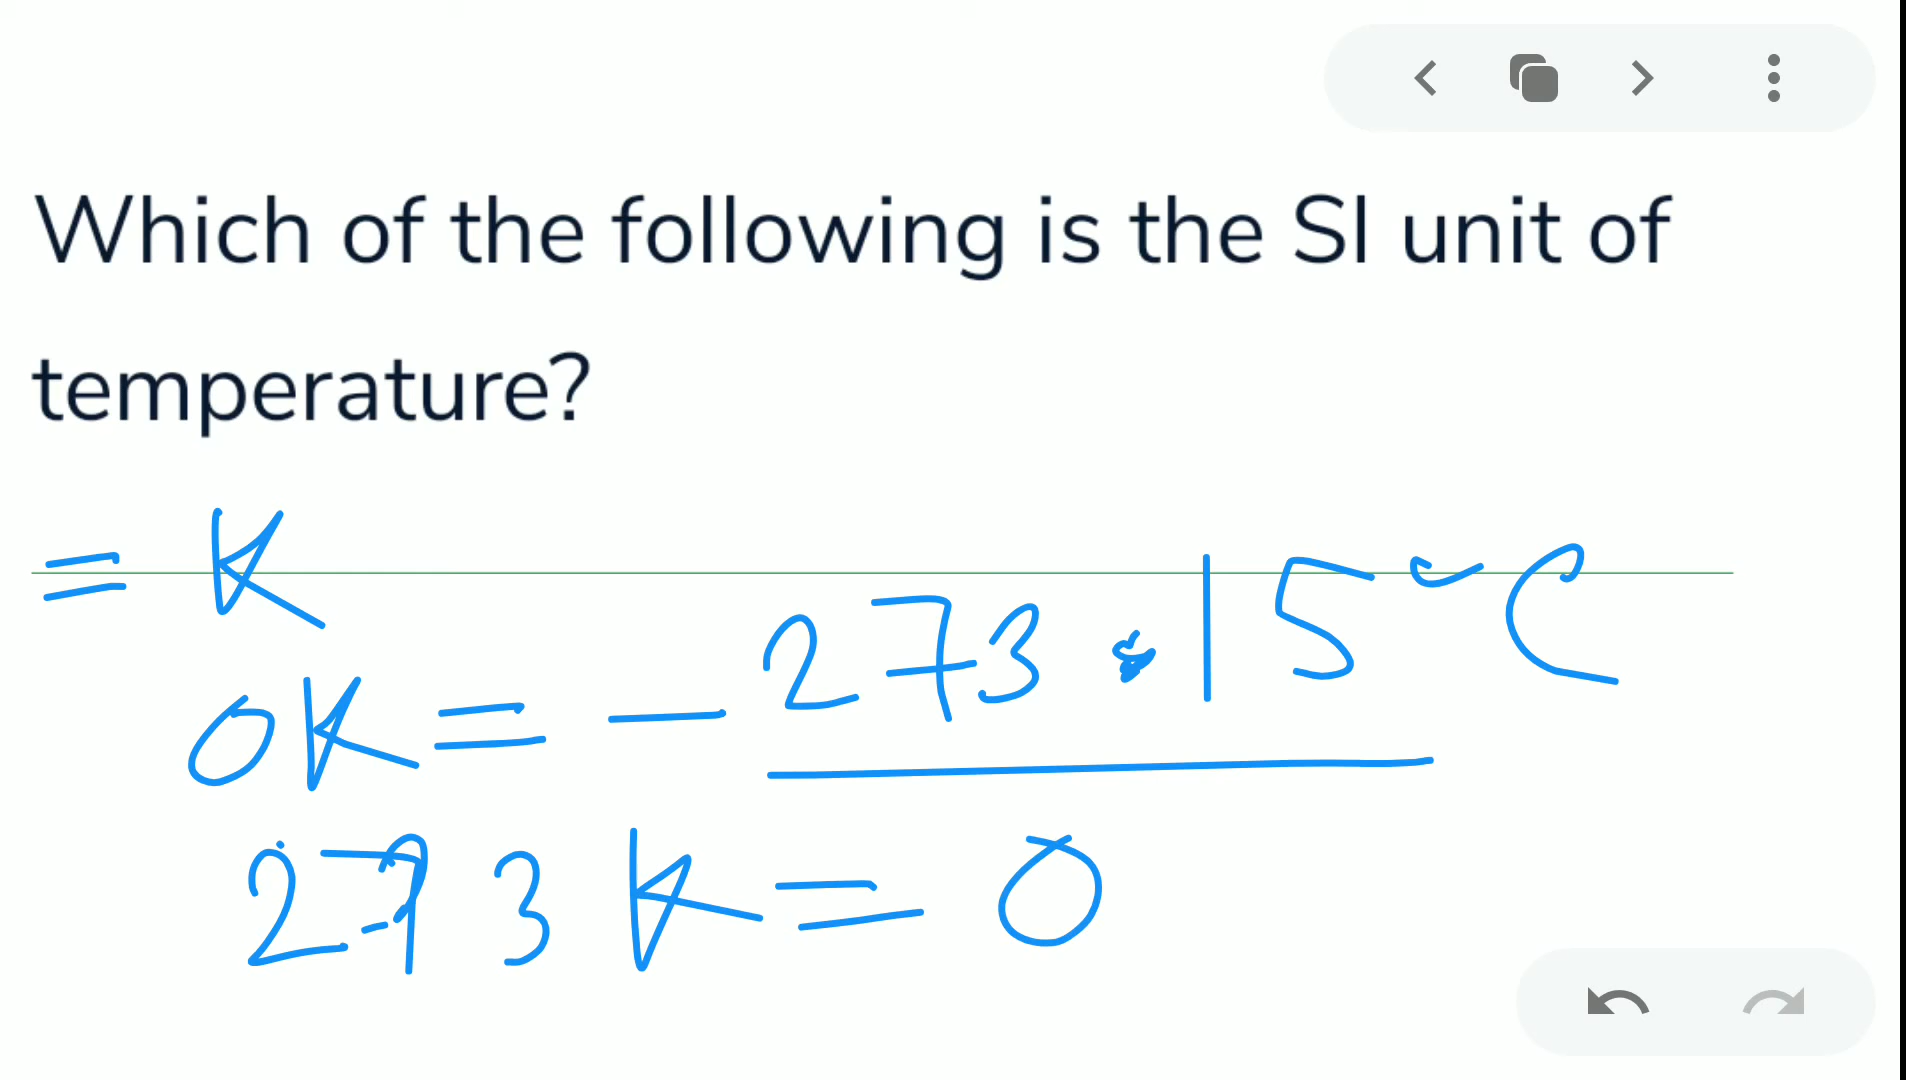 Which of the following is the SI unit of
temperature?
= K
0K = - 273.15°C
273 K = 0